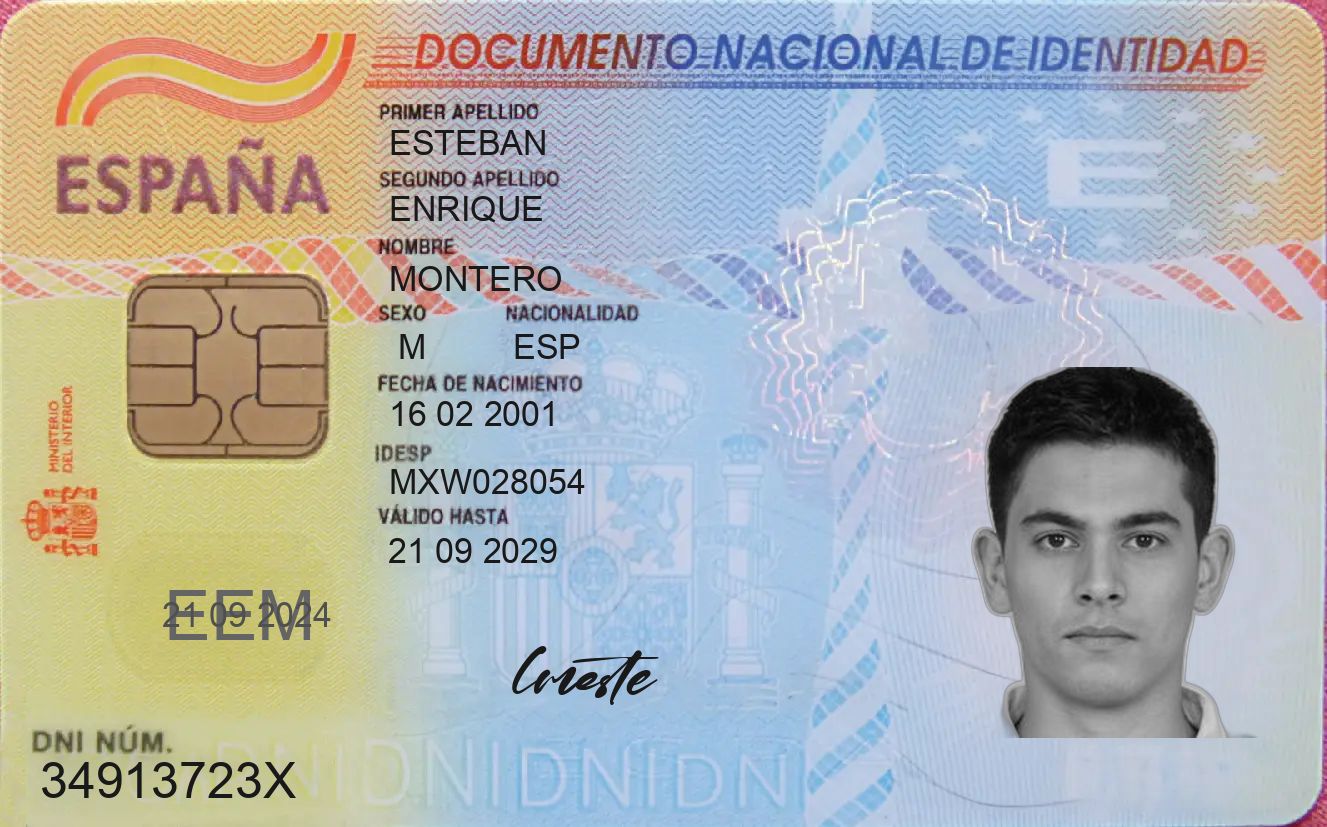 DOCUMENTO NACIONAL DE IDENTIDAD
ESPAÑA
PRIMER APELLIDO
ESTEBAN
SEGUNDO APELLIDO
ENRIQUE
NOMBRE
MONTERO
SEXO NACIONALIDAD
M ESP
FECHA DE NACIMIENTO
16 02 2001
IDESP
MXW028054
VÁLIDO HASTA
21 09 2029
MINISTERIO
DEL INTERIOR
E
EEM
21 09 2024
DNI NÚM.
34913723X
DNIDNIDNIDNI